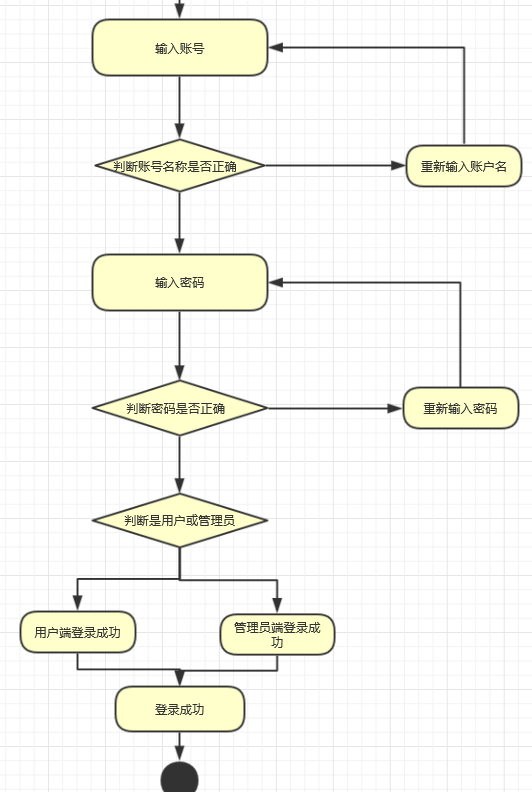 输入账号
判断账号名称是否正确
重新输入账户名
输入密码
判断密码是否正确
重新输入密码
判断是用户或管理员
用户端登录成功
管理员端登录成
功
登录成功